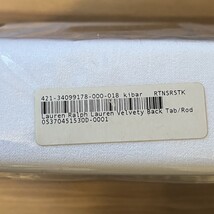 421-34099178-000-018 kibar RTNSRSTK
Lauren Ralph Lauren Velvety Back Tab/Rod
053704515300-0001